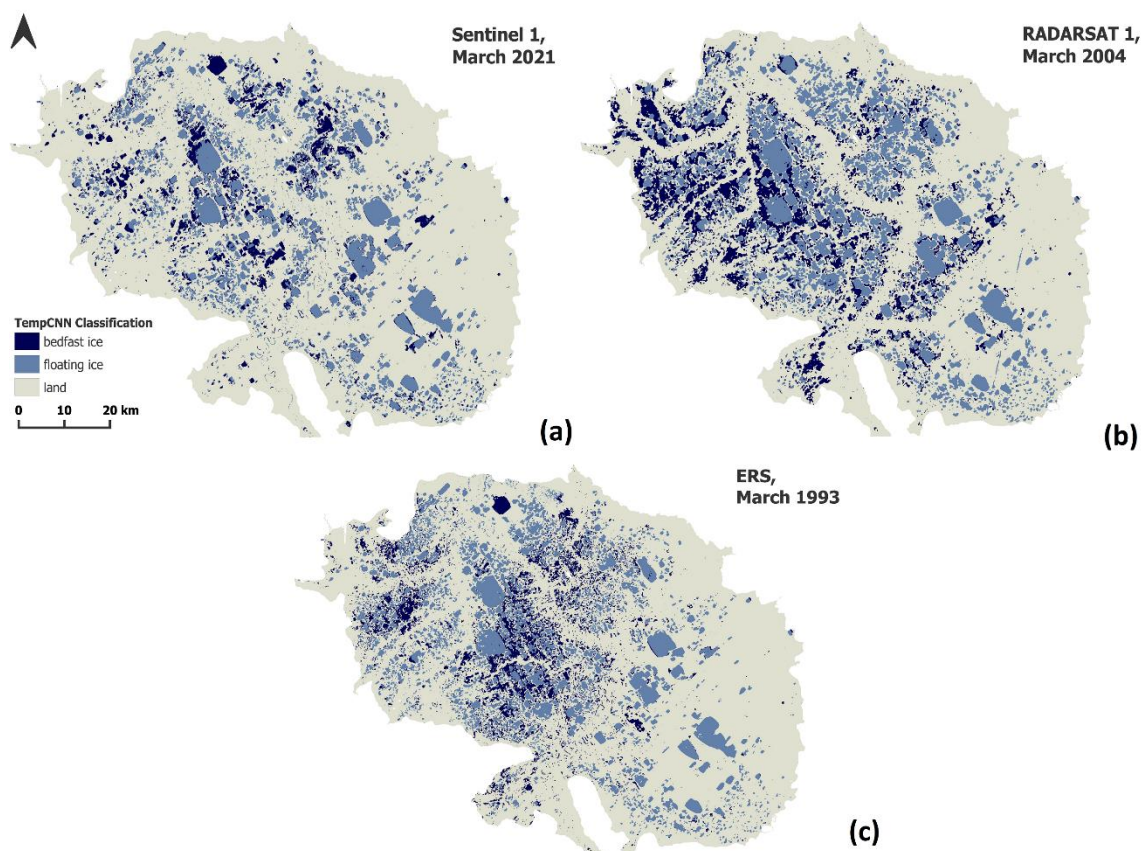 Sentinel 1,
March 2021
RADARSAT 1,
March 2004
TempCNN Classification
bedfast ice
floating ice
land
0 10 20 km
(a)
(b)
ERS,
March 1993
(c)